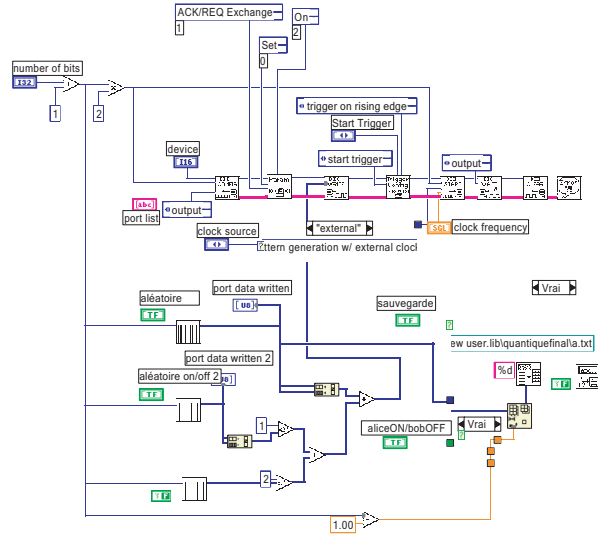 ACK/REQ Exchange
1
On
2
Set
0
number of bits
I32
1
2
trigger on rising edge
Start Trigger
device
I16
start trigger
output
abc
port list
output
clock source
"external"
SGL
clock frequency
ttern generation w/ external clocl
port data written
U8
aléatoire
TF
sauvegarde
TF
Vrai
ew user.lib\quantiquefinal\a.txt
port data written 2
U8]
aléatoire on/off 2
TF
%d
TF
1
aliceON/bobOFF
TF
Vrai
2
TF
1.00